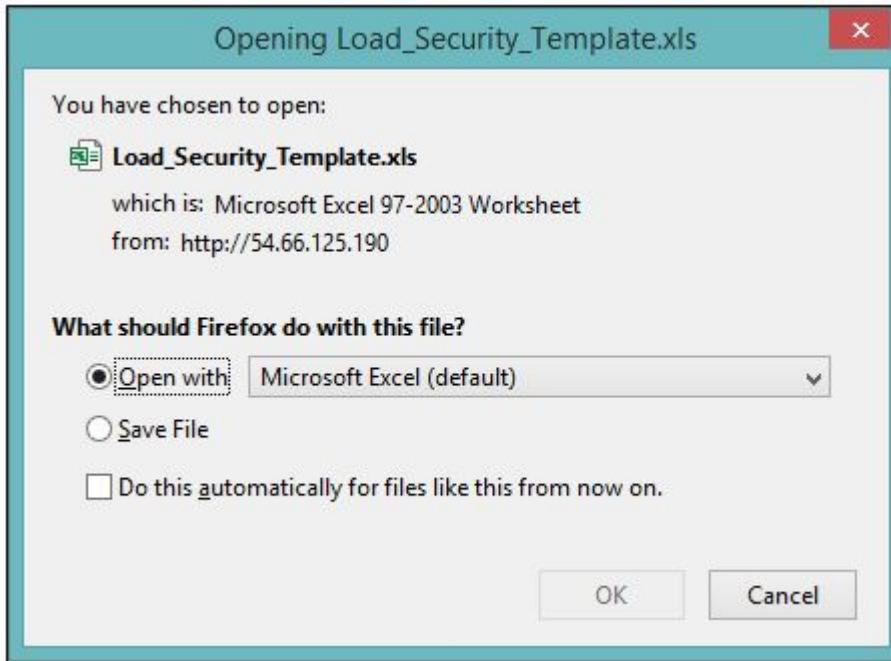 Opening Load_Security_Template.xls
You have chosen to open:
Load_Security_Template.xls
which is: Microsoft Excel 97-2003 Worksheet
from: http://54.66.125.190
What should Firefox do with this file?
Open with Microsoft Excel (default)
Save File
Do this automatically for files like this from now on.
OK Cancel